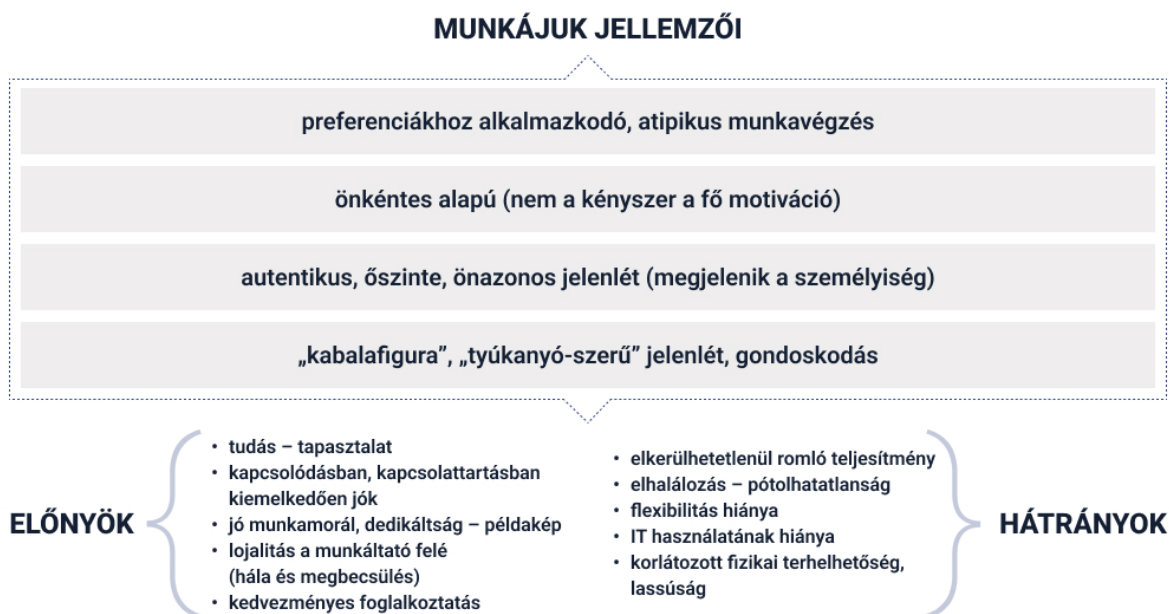 MUNKÁJUK JELLEMZŐI
preferenciákhoz alkalmazkodó, atipikus munkavégzés
önkéntes alapú (nem a kényszer a fő motiváció)
autentikus, őszinte, önazonos jelenlét (megjelenik a személyiség)
„kabalafigura”, „tyúkanyó-szerű” jelenlét, gondoskodás
ELŐNYÖK
• tudás – tapasztalat
• kapcsolódásban, kapcsolattartásban
kiemelkedően jók
• jó munkamorál, dedikáltság – példakép
• lojalitás a munkáltató felé
(hála és megbecsülés)
• kedvezményes foglalkoztatás
• elkerülhetetlenül romló teljesítmény
• elhalálozás – pótolhatatlanság
• flexibilitás hiánya
• IT használatának hiánya
• korlátozott fizikai terhelhetőség,
lassúság
HÁTRÁNYOK